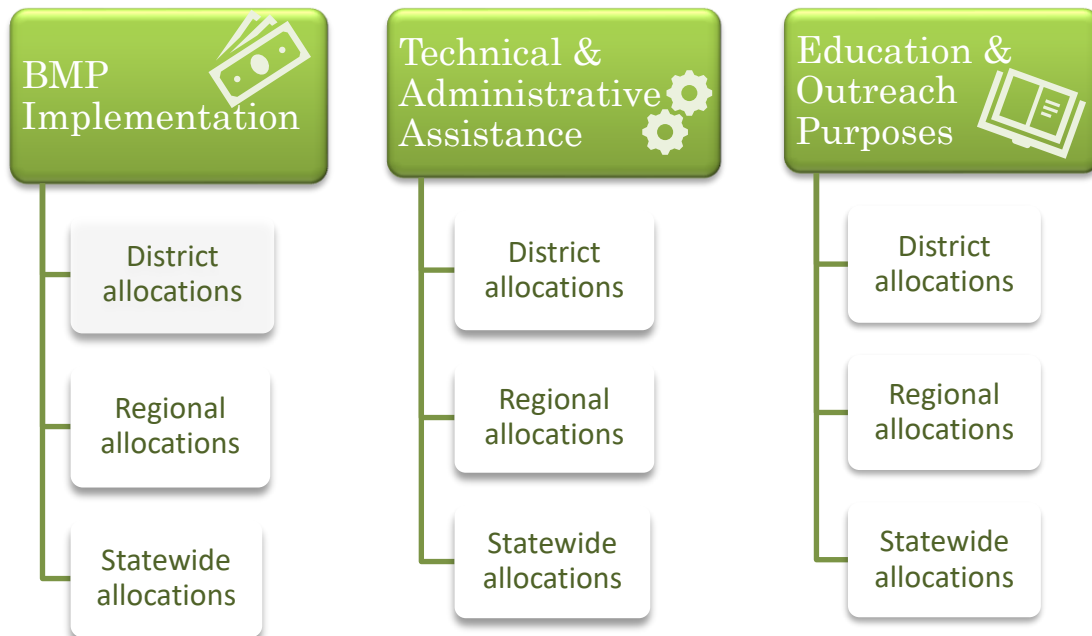 BMP
Implementation
District
allocations
Regional
allocations
Statewide
allocations
Technical &
Administrative
Assistance
District
allocations
Regional
allocations
Statewide
allocations
Education &
Outreach
Purposes
District
allocations
Regional
allocations
Statewide
allocations